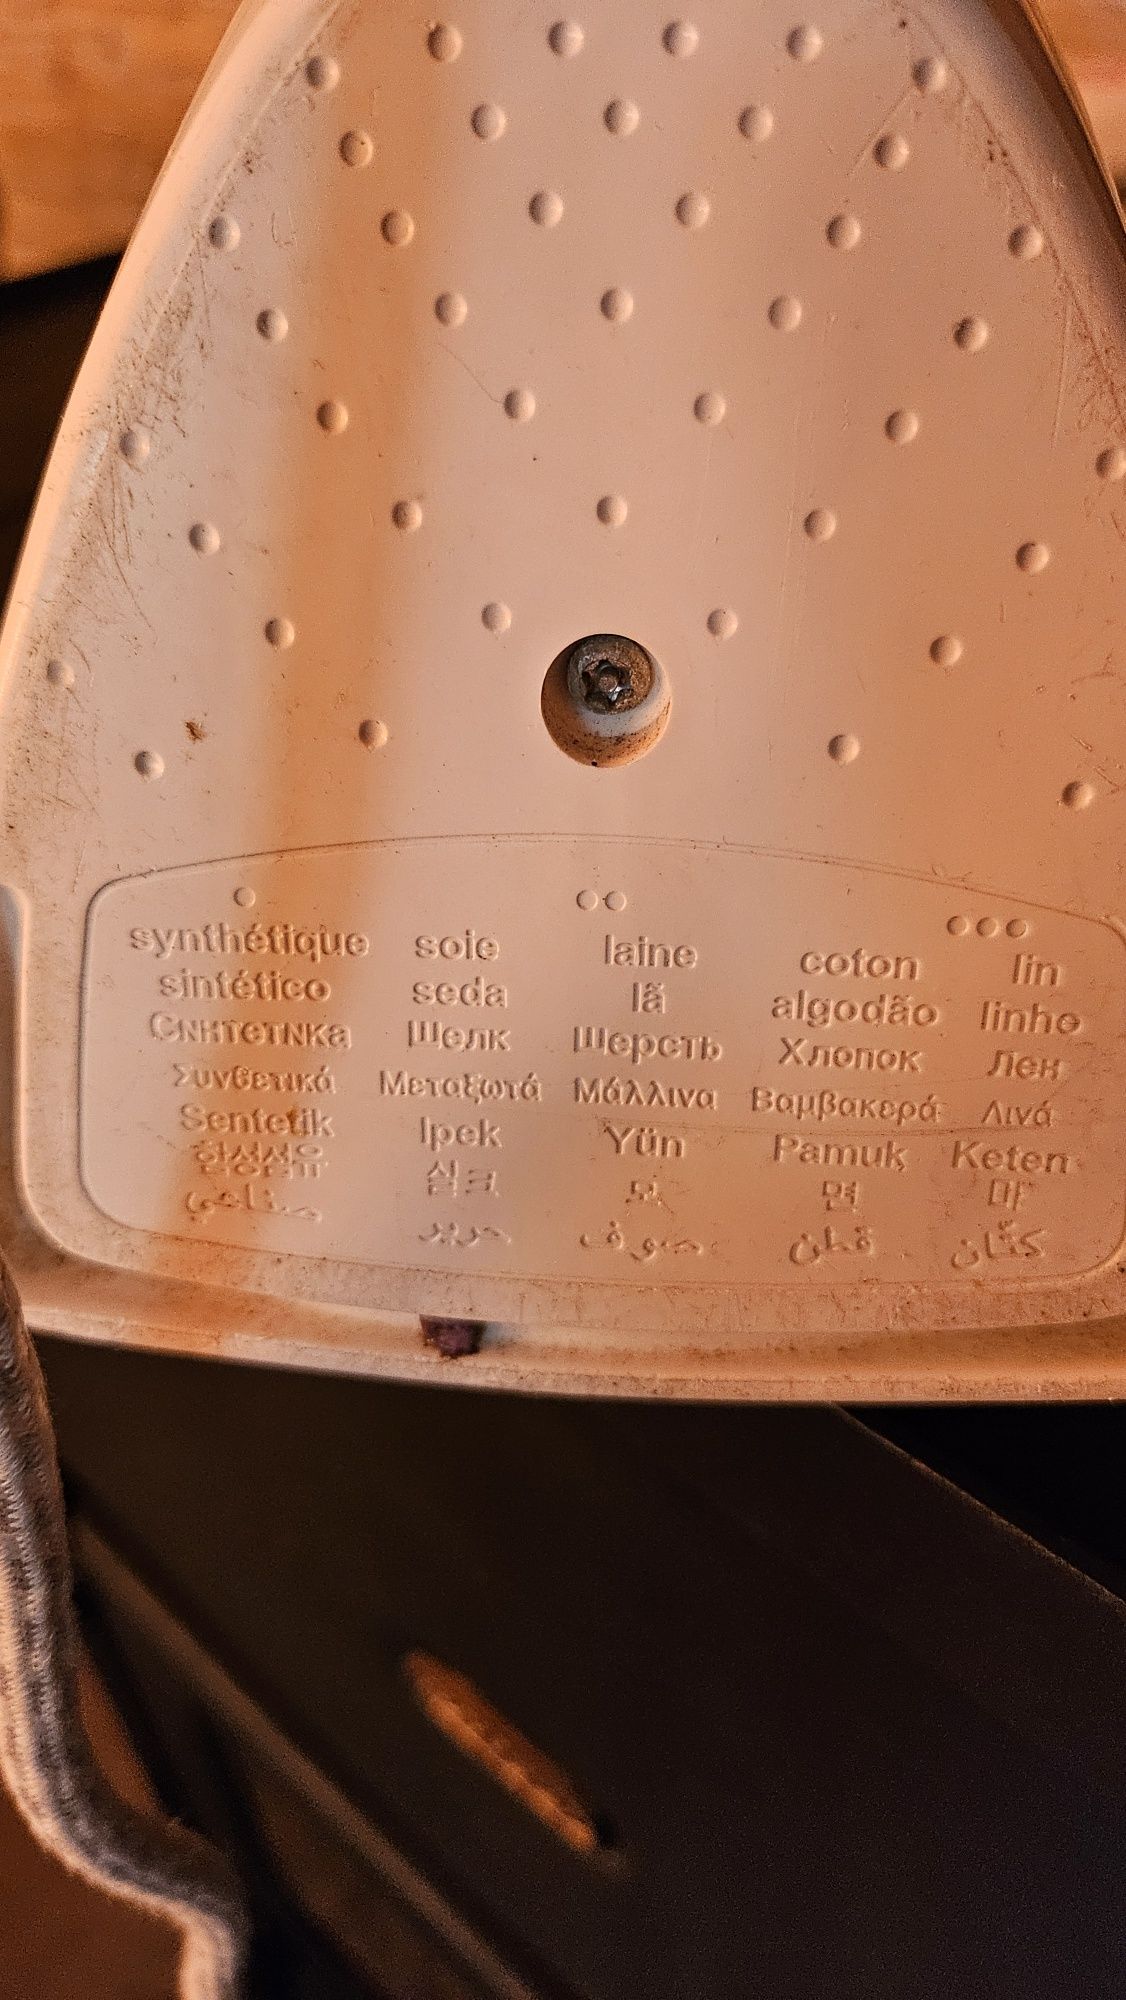 synthétique soie laine coton lin
sintético seda lã algodão linho
Синтетика Шелк Шерсть Хлопок Лен
Συνθετικά Μεταξωτά Μάλλινα Βαμβακερά Λινά
Sentetik Ipek Yün Pamuk Keten
합성섬유 실크 모 면 마
صناعي حرير صوف قطن كتّان